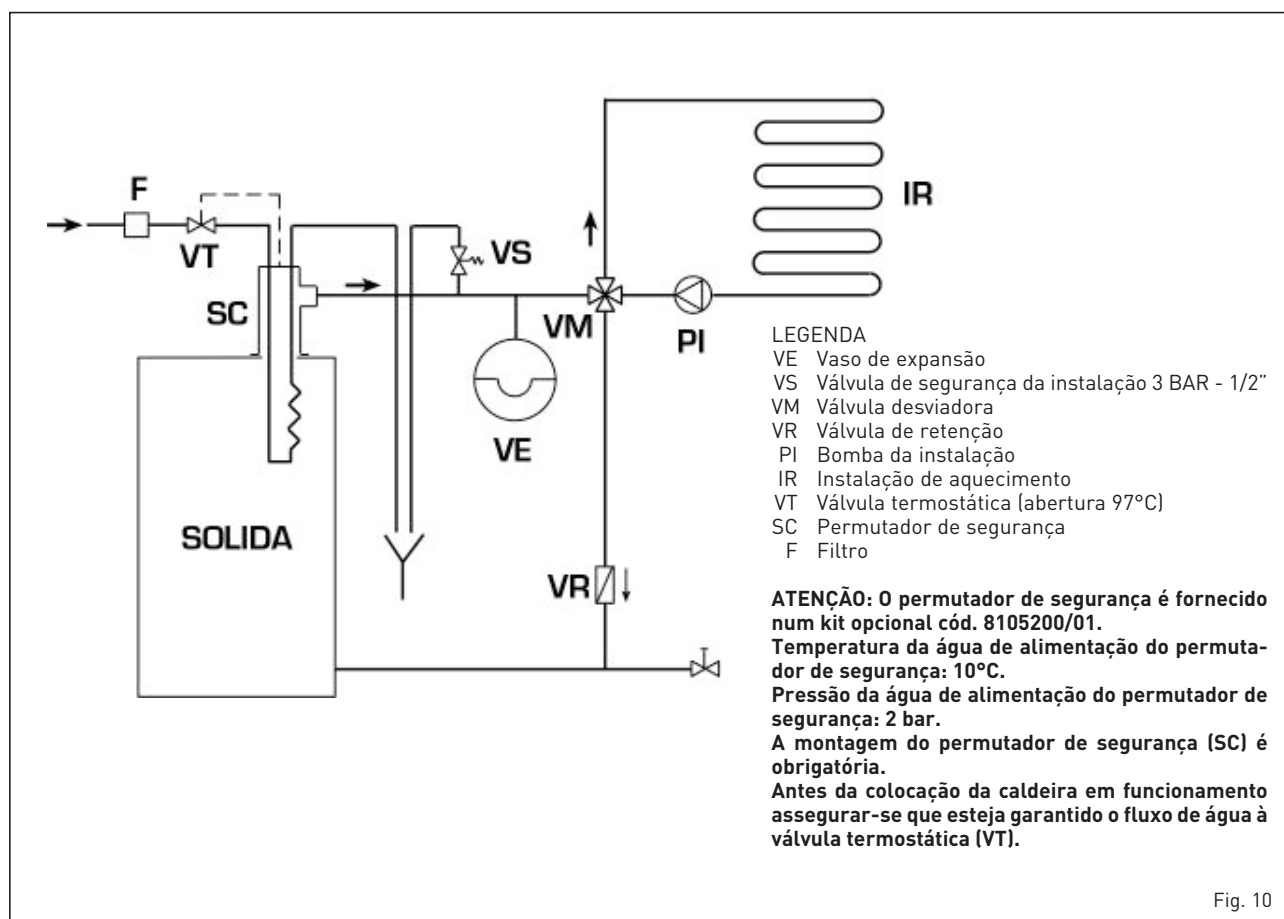 F
VT
SC
VS
VM
PI
IR
VE
SOLIDA
VR
LEGENDA
VE Vaso de expansão
VS Válvula de segurança da instalação 3 BAR - 1/2”
VM Válvula desviadora
VR Válvula de retenção
PI Bomba da instalação
IR Instalação de aquecimento
VT Válvula termostática (abertura 97°C)
SC Permutador de segurança
F Filtro
ATENÇÃO: O permutador de segurança é fornecido
num kit opcional cód. 8105200/01.
Temperatura da água de alimentação do permuta-
dor de segurança: 10°C.
Pressão da água de alimentação do permutador de
segurança: 2 bar.
A montagem do permutador de segurança (SC) é
obrigatória.
Antes da colocação da caldeira em funcionamento
assegurar-se que esteja garantido o fluxo de água à
válvula termostática (VT).
Fig. 10